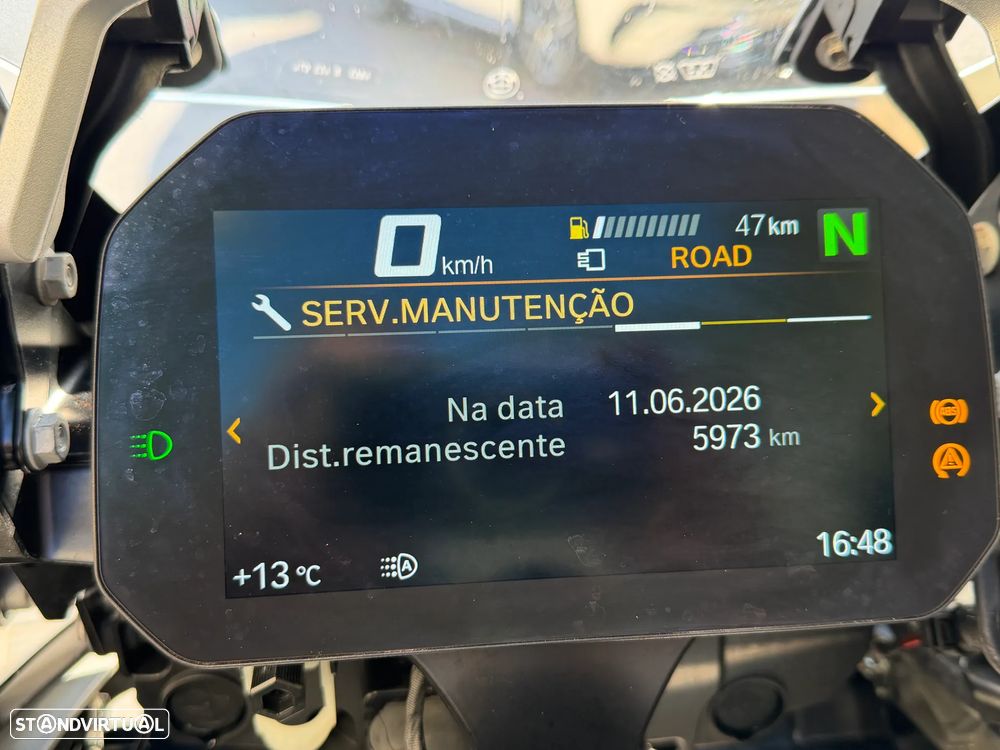 0 km/h
47 km
N
ROAD
SERV.MANUTENÇÃO
Na data 11.06.2026
Dist.remanescente 5973 km
ABC
A
+13 °C
A
16:48
STANDVIRTUAL